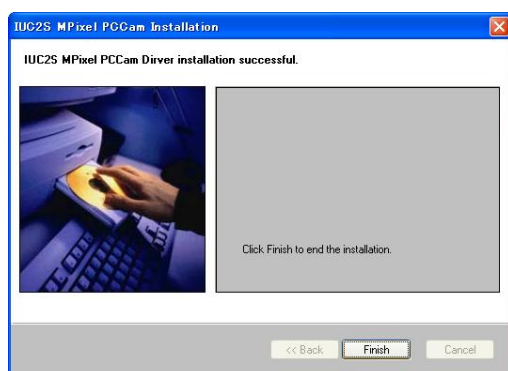 IUC2S MPixel PCCam Installation
IUC2S MPixel PCCam Dirver installation successful.
Click Finish to end the installation.
<< Back Finish Cancel